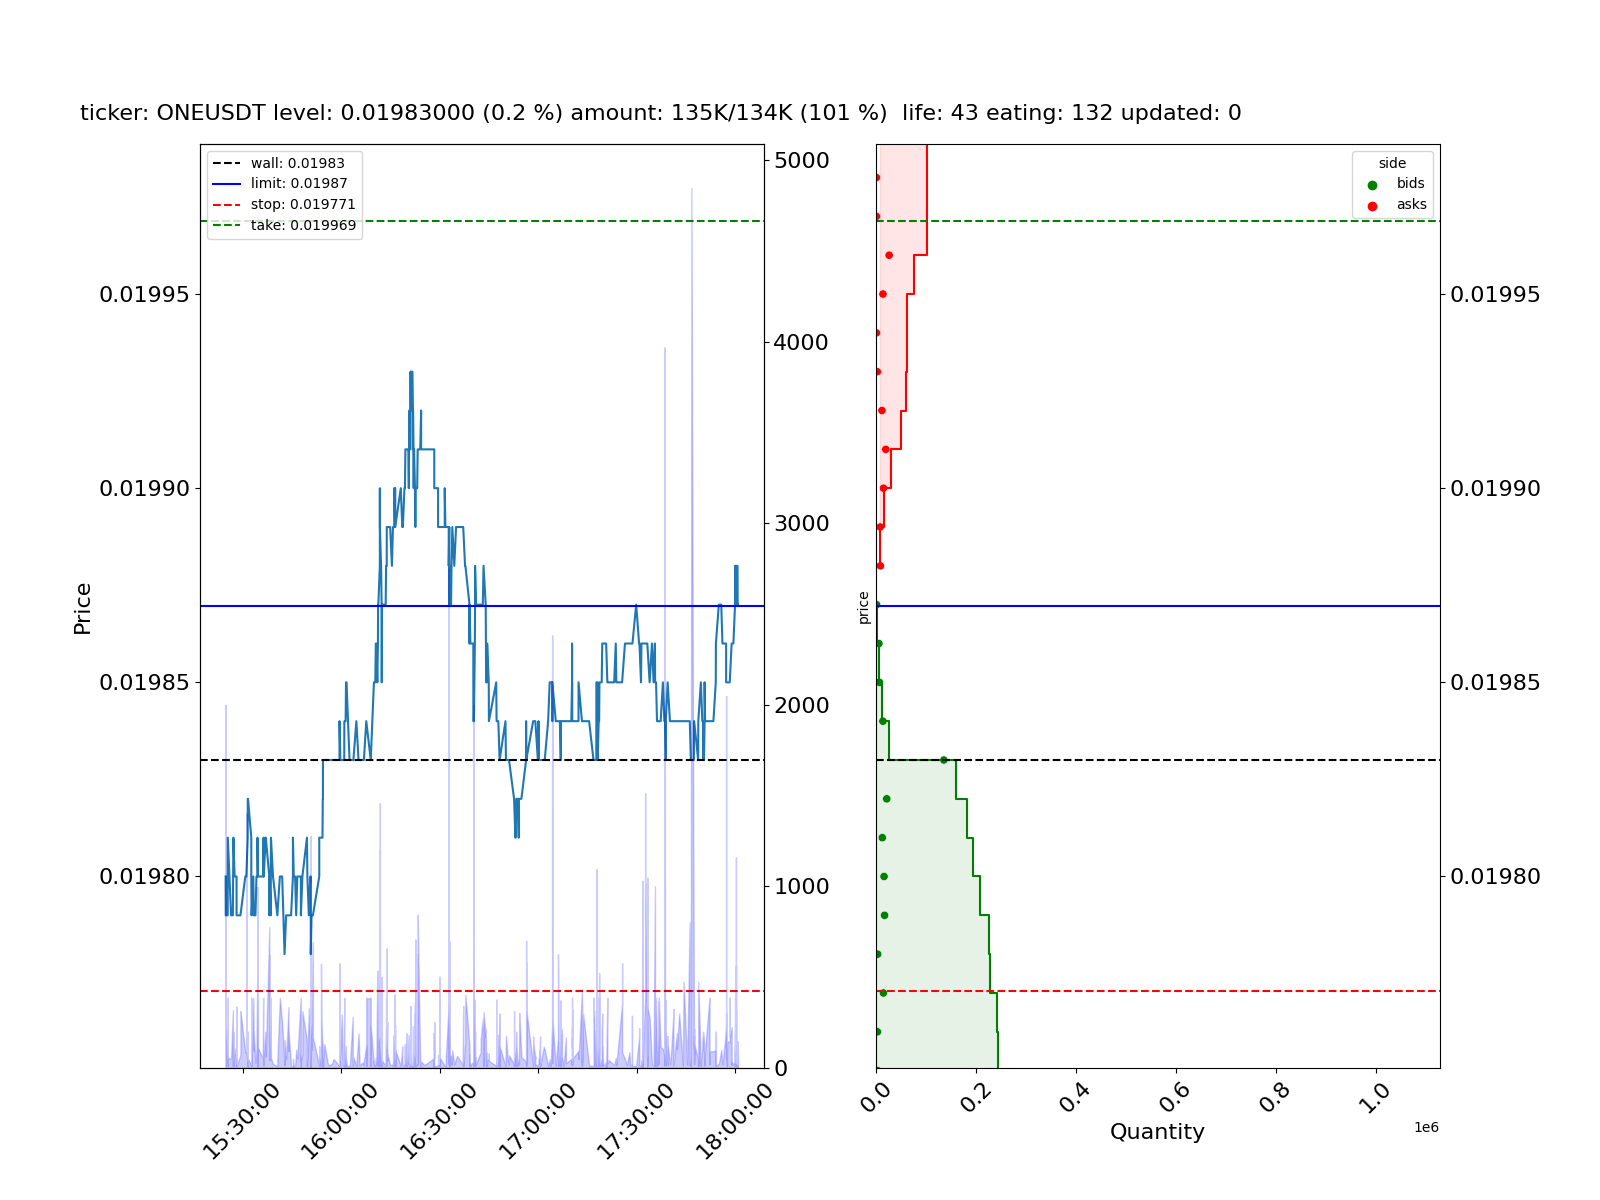 ticker: ONEUSDT level: 0.01983000 (0.2 %) amount: 135K/134K (101 %)  life: 43 eating: 132 updated: 0
wall: 0.01983
limit: 0.01987
stop: 0.019771
take: 0.019969
Price
0.01995
0.01990
0.01985
0.01980
5000
4000
3000
2000
1000
0
15:30:00
16:00:00
16:30:00
17:00:00
17:30:00
18:00:00
side
bids
asks
price
0.01995
0.01990
0.01985
0.01980
0.0
0.2
0.4
0.6
0.8
1.0
1e6
Quantity